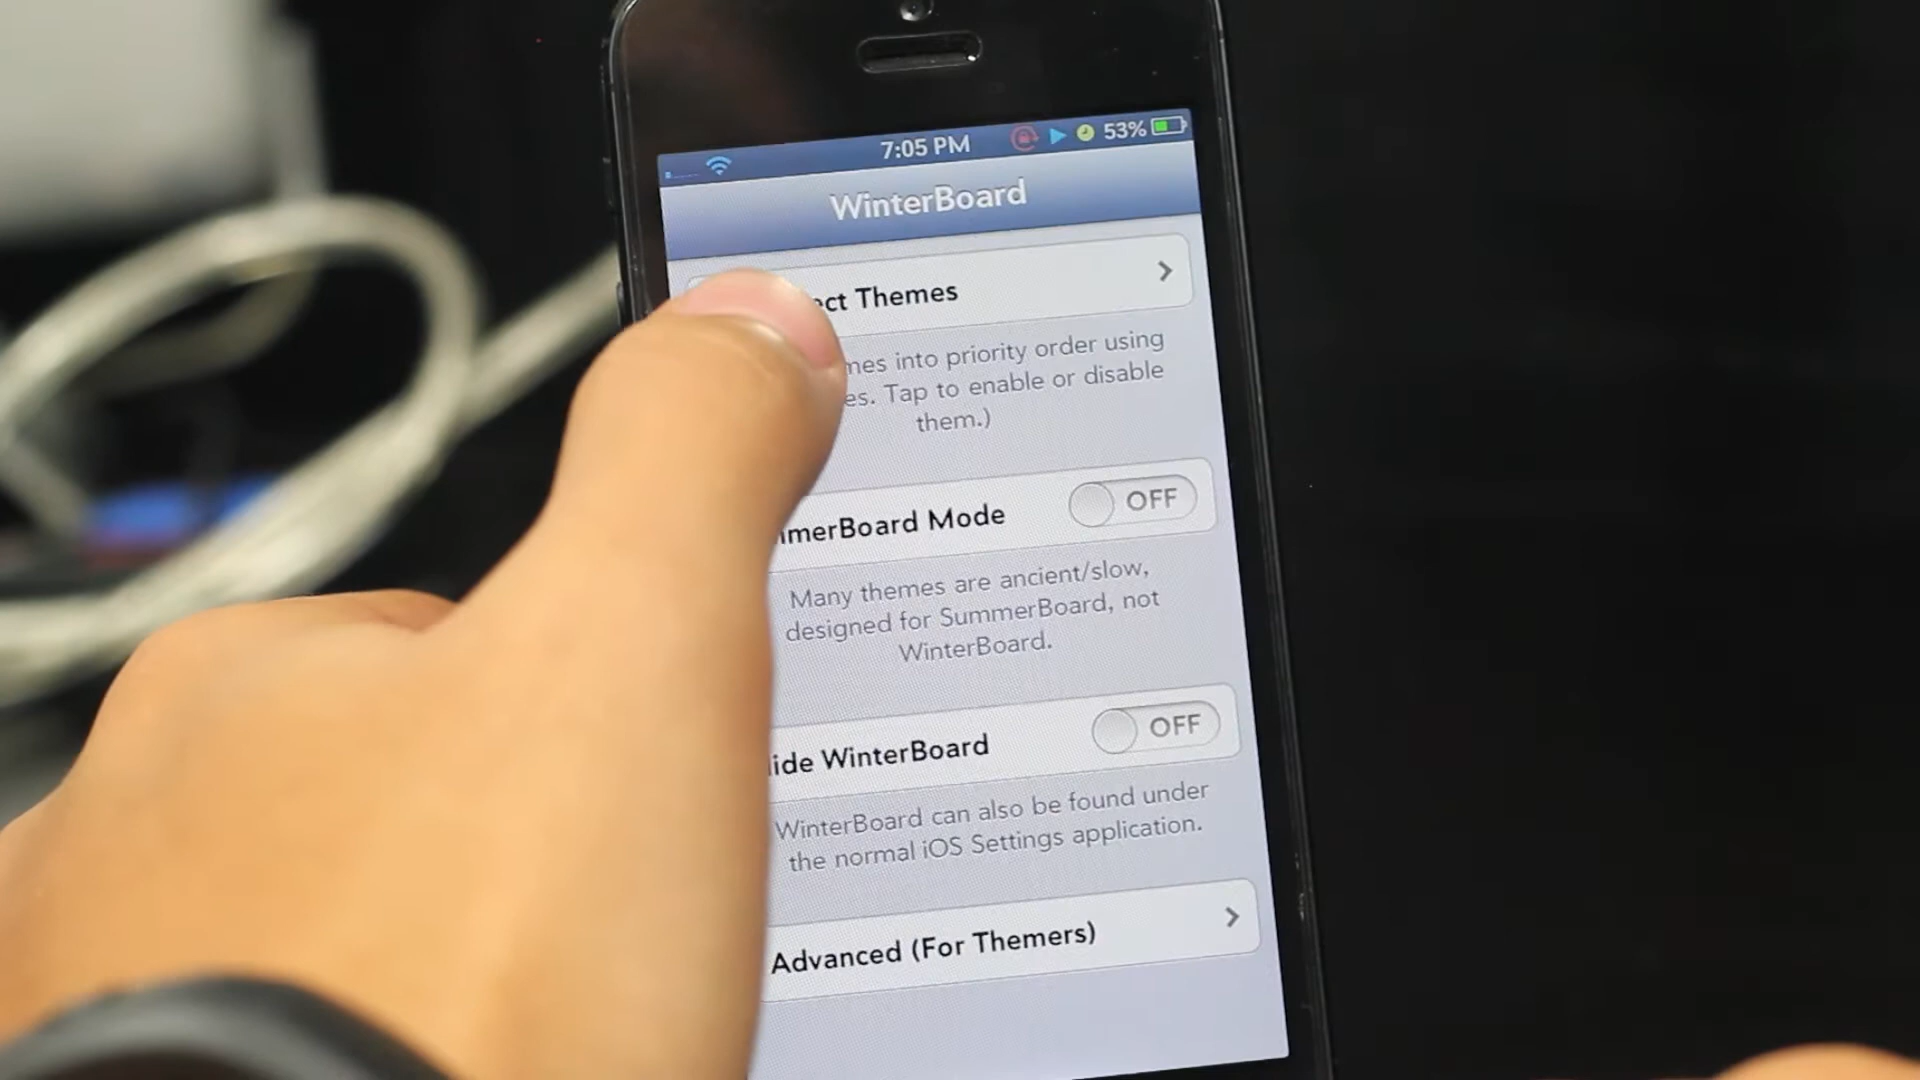 7:05 PM 53%
WinterBoard
ect Themes
mes into priority order using
es. Tap to enable or disable
them.)
merBoard Mode OFF
Many themes are ancient/slow,
designed for SummerBoard, not
WinterBoard.
ide WinterBoard OFF
WinterBoard can also be found under
the normal iOS Settings application.
Advanced (For Themers)